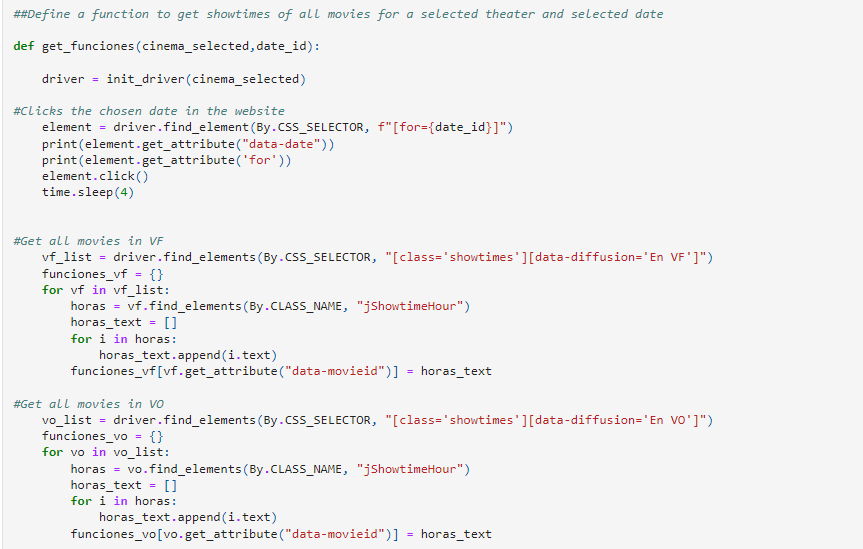 ##Define a function to get showtimes of all movies for a selected theater and selected date
def get_funciones(cinema_selected,date_id):
    driver = init_driver(cinema_selected)
#Clicks the chosen date in the website
    element = driver.find_element(By.CSS_SELECTOR, f"[for={date_id}]")
    print(element.get_attribute("data-date"))
    print(element.get_attribute('for'))
    element.click()
    time.sleep(4)
#Get all movies in VF
    vf_list = driver.find_elements(By.CSS_SELECTOR, "[class='showtimes'][data-diffusion='En VF']")
    funciones_vf = {}
    for vf in vf_list:
        horas = vf.find_elements(By.CLASS_NAME, "jShowtimeHour")
        horas_text = []
        for i in horas:
            horas_text.append(i.text)
        funciones_vf[vf.get_attribute("data-movieid")] = horas_text
#Get all movies in VO
    vo_list = driver.find_elements(By.CSS_SELECTOR, "[class='showtimes'][data-diffusion='En VO']")
    funciones_vo = {}
    for vo in vo_list:
        horas = vo.find_elements(By.CLASS_NAME, "jShowtimeHour")
        horas_text = []
        for i in horas:
            horas_text.append(i.text)
        funciones_vo[vo.get_attribute("data-movieid")] = horas_text